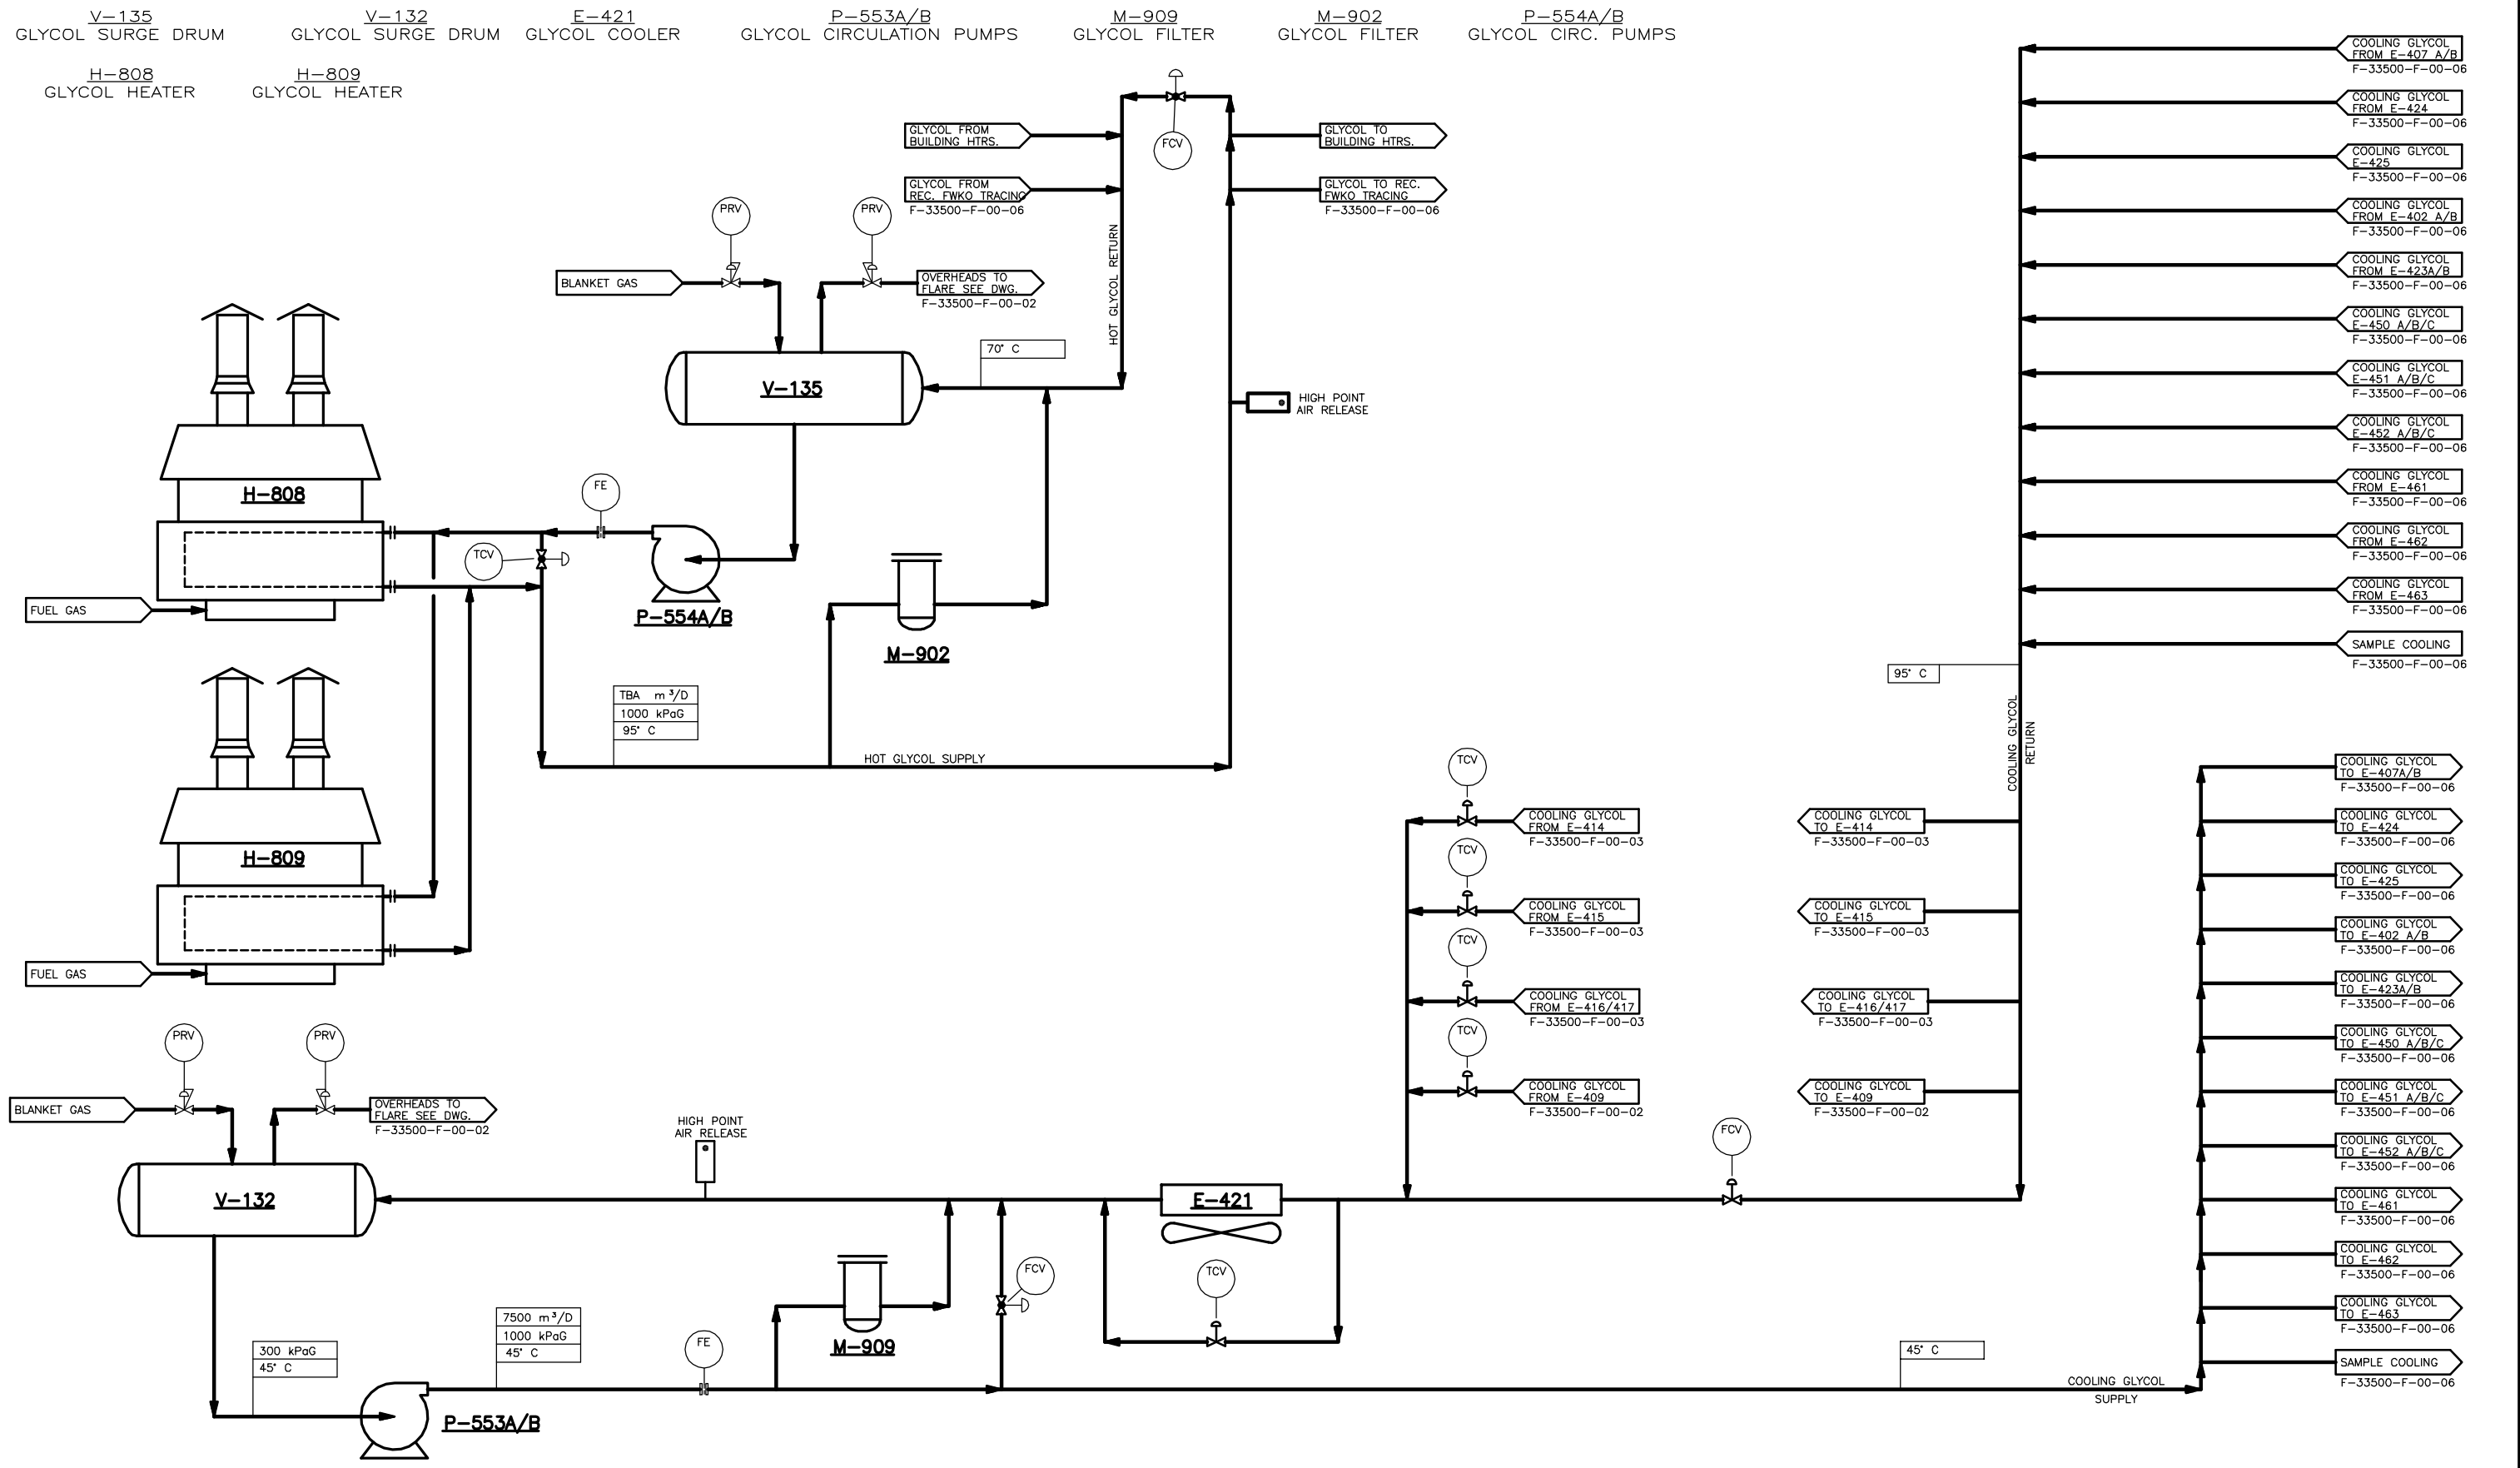 V-135
GLYCOL SURGE DRUM
V-132
GLYCOL SURGE DRUM
E-421
GLYCOL COOLER
P-553A/B
GLYCOL CIRCULATION PUMPS
M-909
GLYCOL FILTER
M-902
GLYCOL FILTER
P-554A/B
GLYCOL CIRC. PUMPS
H-808
GLYCOL HEATER
H-809
GLYCOL HEATER
FCV
GLYCOL FROM
BUILDING HTRS.
GLYCOL FROM
REC. FWKO TRACING
F-33500-F-00-06
GLYCOL TO
BUILDING HTRS.
GLYCOL TO REC.
FWKO TRACING
F-33500-F-00-06
HOT GLYCOL RETURN
PRV
PRV
BLANKET GAS
OVERHEADS TO
FLARE SEE DWG.
F-33500-F-00-02
70° C
V-135
HIGH POINT
AIR RELEASE
H-808
FE
TCV
FUEL GAS
P-554A/B
M-902
TBA m³/D
1000 kPaG
95° C
HOT GLYCOL SUPPLY
H-809
FUEL GAS
COOLING GLYCOL
FROM E-407 A/B
F-33500-F-00-06
COOLING GLYCOL
FROM E-424
F-33500-F-00-06
COOLING GLYCOL
E-425
F-33500-F-00-06
COOLING GLYCOL
FROM E-402 A/B
F-33500-F-00-06
COOLING GLYCOL
FROM E-423A/B
F-33500-F-00-06
COOLING GLYCOL
E-450 A/B/C
F-33500-F-00-06
COOLING GLYCOL
E-451 A/B/C
F-33500-F-00-06
COOLING GLYCOL
E-452 A/B/C
F-33500-F-00-06
COOLING GLYCOL
FROM E-461
F-33500-F-00-06
COOLING GLYCOL
FROM E-462
F-33500-F-00-06
COOLING GLYCOL
FROM E-463
F-33500-F-00-06
SAMPLE COOLING
F-33500-F-00-06
95° C
COOLING GLYCOL
RETURN
TCV
COOLING GLYCOL
FROM E-414
F-33500-F-00-03
COOLING GLYCOL
TO E-414
F-33500-F-00-03
TCV
COOLING GLYCOL
FROM E-415
F-33500-F-00-03
COOLING GLYCOL
TO E-415
F-33500-F-00-03
TCV
COOLING GLYCOL
FROM E-416/417
F-33500-F-00-03
COOLING GLYCOL
TO E-416/417
F-33500-F-00-03
TCV
COOLING GLYCOL
FROM E-409
F-33500-F-00-02
COOLING GLYCOL
TO E-409
F-33500-F-00-02
FCV
COOLING GLYCOL
TO E-407A/B
F-33500-F-00-06
COOLING GLYCOL
TO E-424
F-33500-F-00-06
COOLING GLYCOL
TO E-425
F-33500-F-00-06
COOLING GLYCOL
TO E-402 A/B
F-33500-F-00-06
COOLING GLYCOL
TO E-423A/B
F-33500-F-00-06
COOLING GLYCOL
TO E-450 A/B/C
F-33500-F-00-06
COOLING GLYCOL
TO E-451 A/B/C
F-33500-F-00-06
COOLING GLYCOL
TO E-452 A/B/C
F-33500-F-00-06
COOLING GLYCOL
TO E-461
F-33500-F-00-06
COOLING GLYCOL
TO E-462
F-33500-F-00-06
COOLING GLYCOL
TO E-463
F-33500-F-00-06
SAMPLE COOLING
F-33500-F-00-06
PRV
PRV
BLANKET GAS
OVERHEADS TO
FLARE SEE DWG.
F-33500-F-00-02
HIGH POINT
AIR RELEASE
V-132
E-421
FCV
TCV
M-909
FE
7500 m³/D
1000 kPaG
45° C
300 kPaG
45° C
P-553A/B
45° C
COOLING GLYCOL
SUPPLY